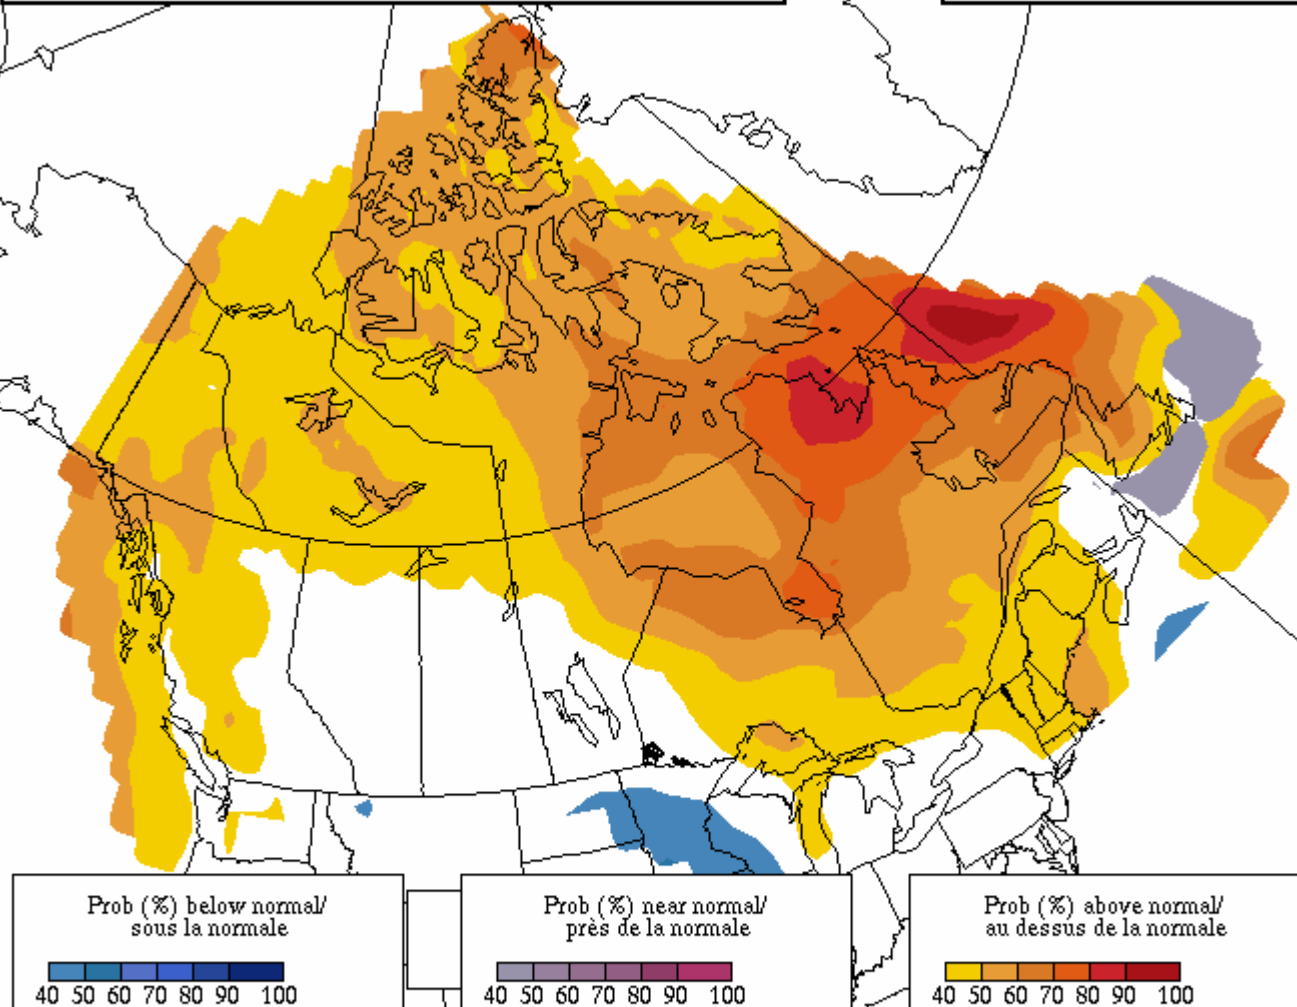 Prob (%) below normal/
sous la normale
40 50 60 70 80 90 100
Prob (%) near normal/
près de la normale
40 50 60 70 80 90 100
Prob (%) above normal/
au dessus de la normale
40 50 60 70 80 90 100